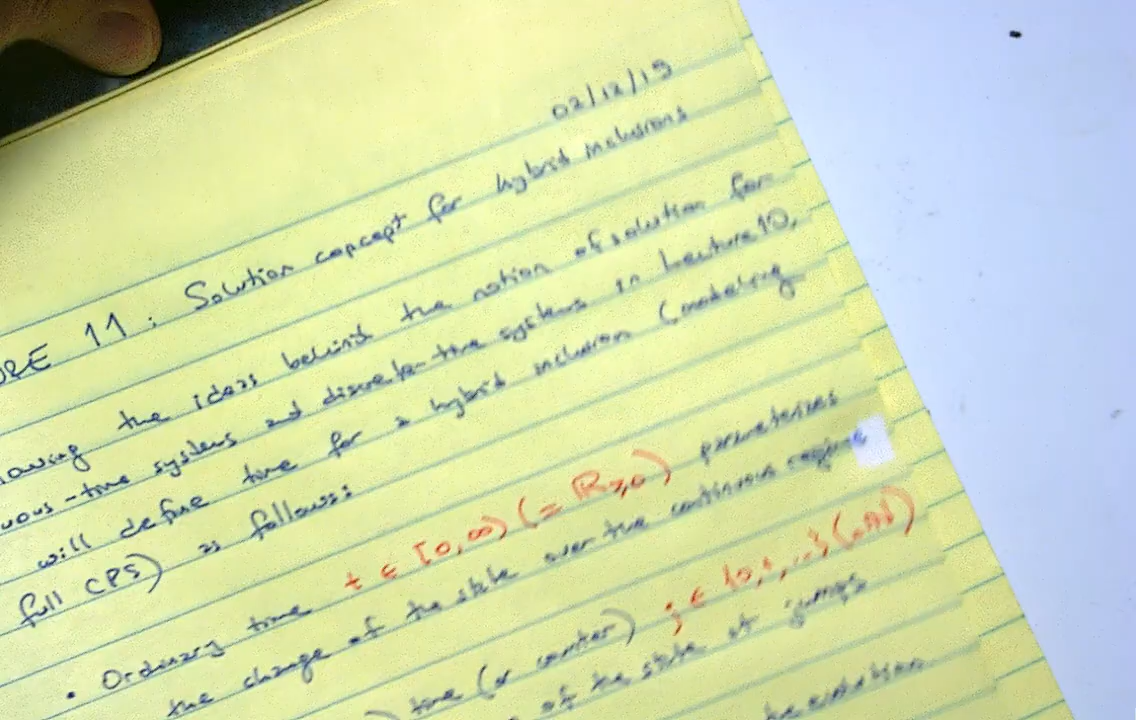 02/12/19
11: Solution concept for hybrid inclusions
the ideas behind the notion of solution for
uous-time systems and discrete-time systems in Lecture 10,
will define time for a hybrid inclusion (modeling
full CPS) as follows:
• Ordinary time t ∈ [0,∞) (= R≥0) parameterizes
the change of the state over the continuous regime
time (or counter) j ∈ {0,1,...} (=N)
of the state at jumps